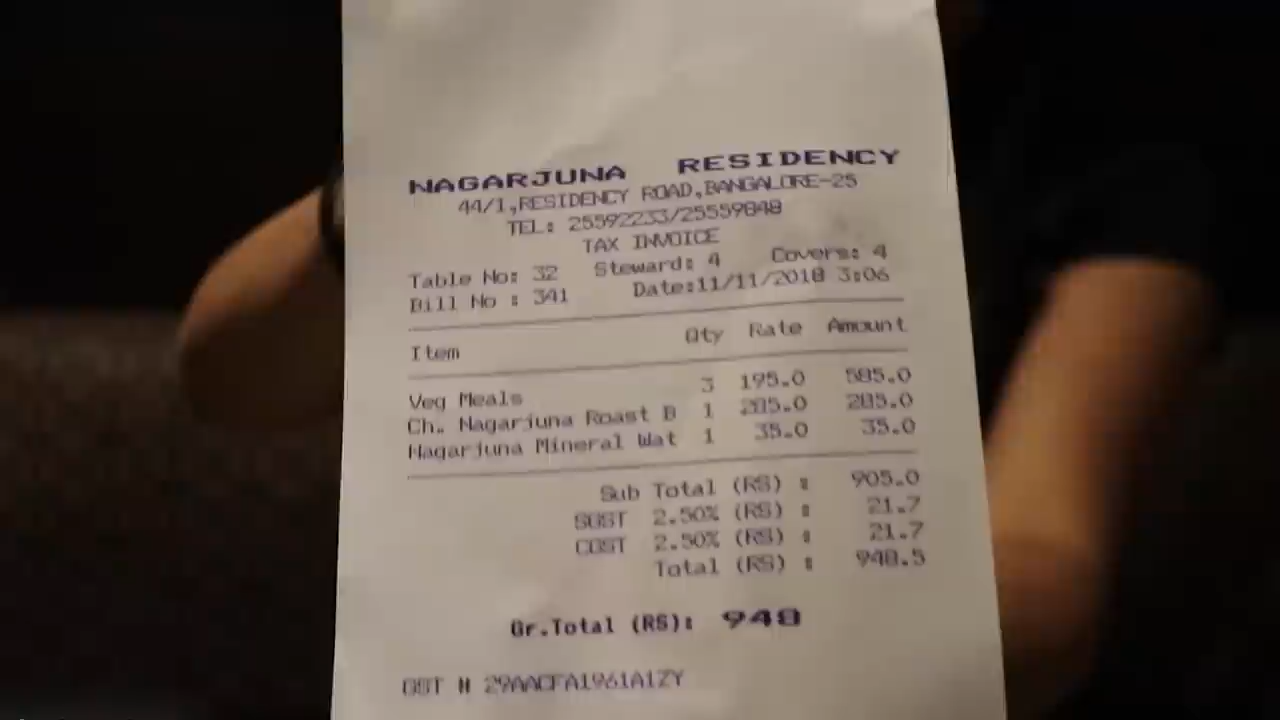 NAGARJUNA RESIDENCY
44/1,RESIDENCY ROAD,BANGALORE-25
TEL: 25592233/
TAX INVOICE
Table No: 32 Steward: 4 Covers: 4
Bill No : 341 Date:11/11/2018 3:06
Item Qty Rate Amount
Veg Meals 3 195.0 585.0
Ch. Nagarjuna Roast B 1 285.0 285.0
Nagarjuna Mineral Wat 1 35.0 35.0
Sub Total (RS) : 905.0
SGST 2.50% (RS) : 21.7
CGST 2.50% (RS) : 21.7
Total (RS) : 948.5
Gr.Total (RS): 948
GST # 29AACFA1961A1ZY